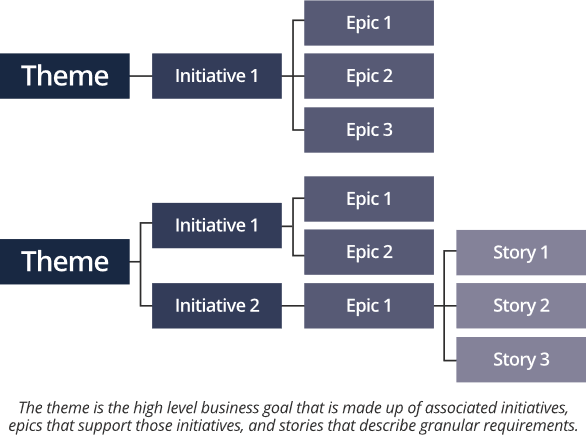 Theme
Initiative 1
Epic 1
Epic 2
Epic 3
Theme
Initiative 1
Epic 1
Epic 2
Initiative 2
Epic 1
Story 1
Story 2
Story 3
The theme is the high level business goal that is made up of associated initiatives,
epics that support those initiatives, and stories that describe granular requirements.